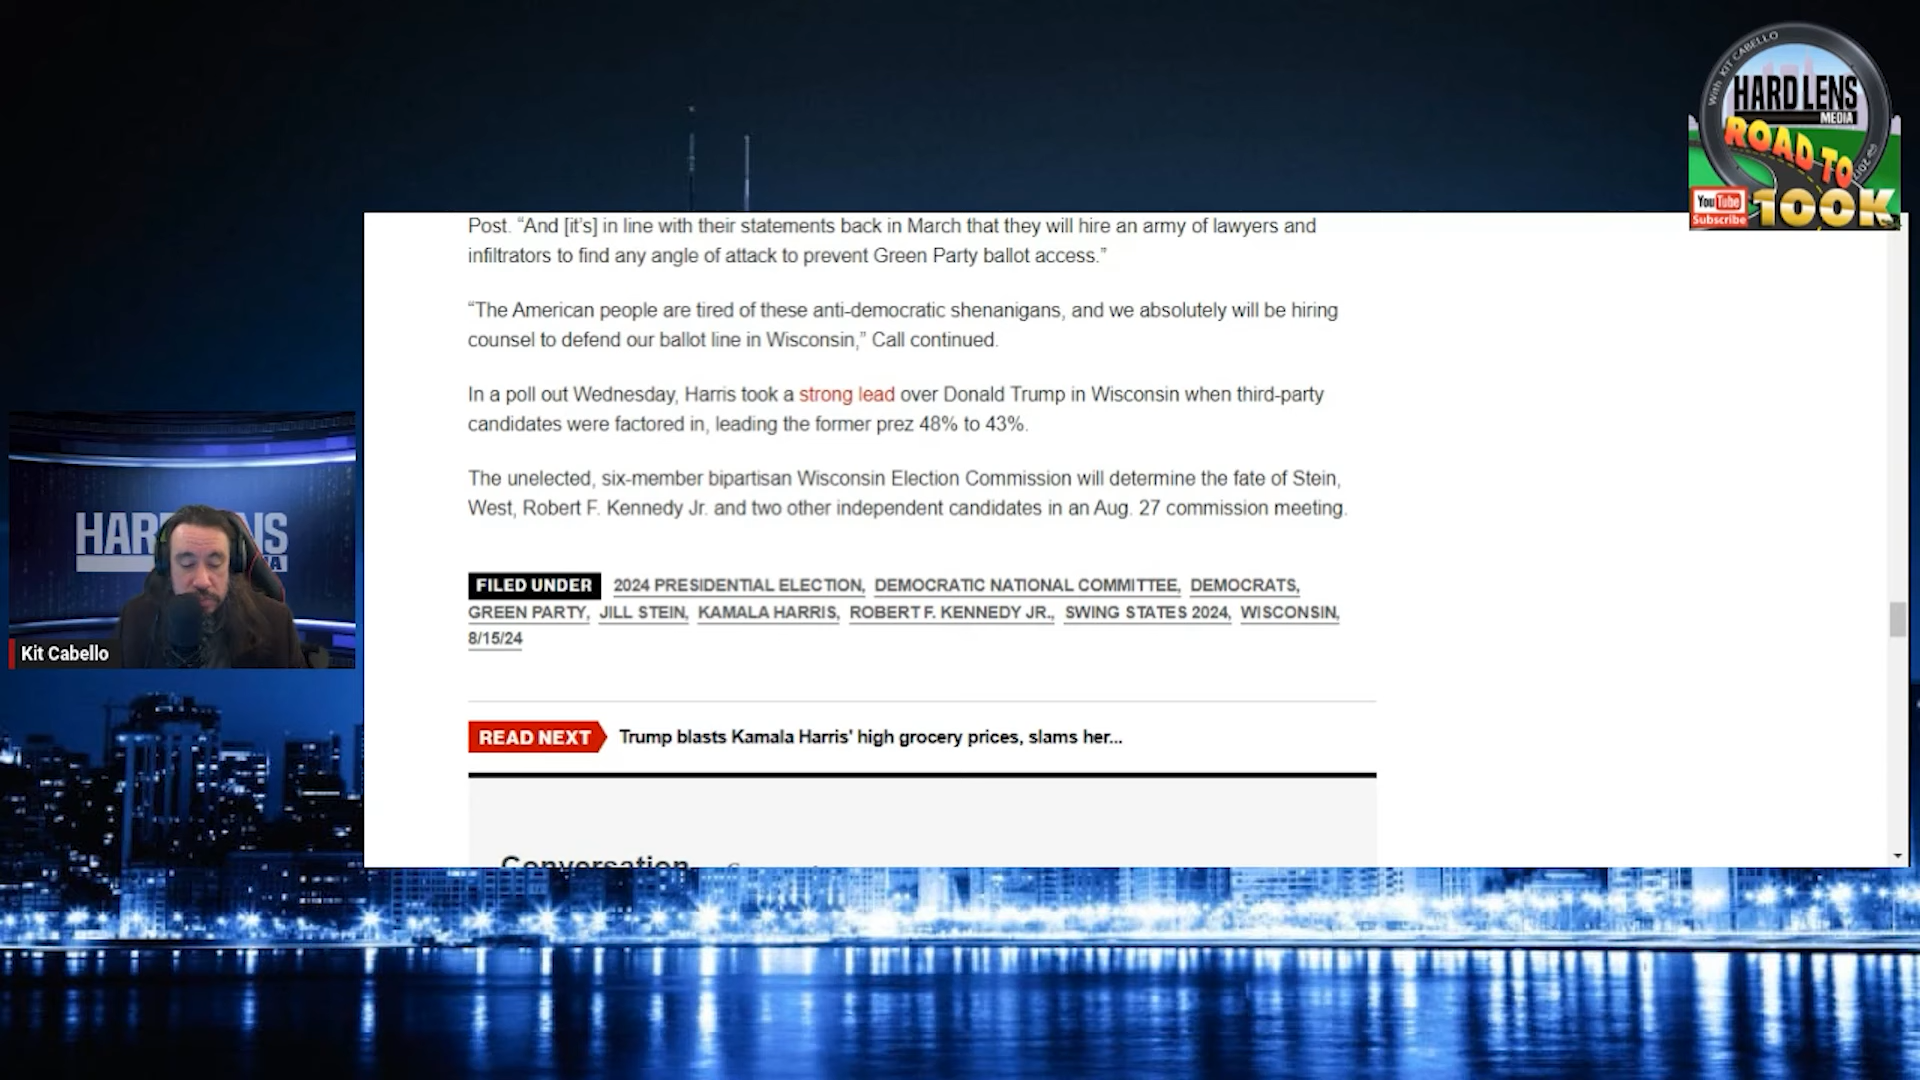 With KIT CABELLO
HARD LENS
MEDIA
ROAD TO
100K
YouTube
Subscribe
Post. “And [it’s] in line with their statements back in March that they will hire an army of lawyers and
infiltrators to find any angle of attack to prevent Green Party ballot access.”
“The American people are tired of these anti-democratic shenanigans, and we absolutely will be hiring
counsel to defend our ballot line in Wisconsin,” Call continued.
In a poll out Wednesday, Harris took a strong lead over Donald Trump in Wisconsin when third-party
candidates were factored in, leading the former prez 48% to 43%.
The unelected, six-member bipartisan Wisconsin Election Commission will determine the fate of Stein,
West, Robert F. Kennedy Jr. and two other independent candidates in an Aug. 27 commission meeting.
FILED UNDER 2024 PRESIDENTIAL ELECTION, DEMOCRATIC NATIONAL COMMITTEE, DEMOCRATS,
GREEN PARTY, JILL STEIN, KAMALA HARRIS, ROBERT F. KENNEDY JR., SWING STATES 2024, WISCONSIN,
8/15/24
READ NEXT Trump blasts Kamala Harris' high grocery prices, slams her...
Conversation
Kit Cabello